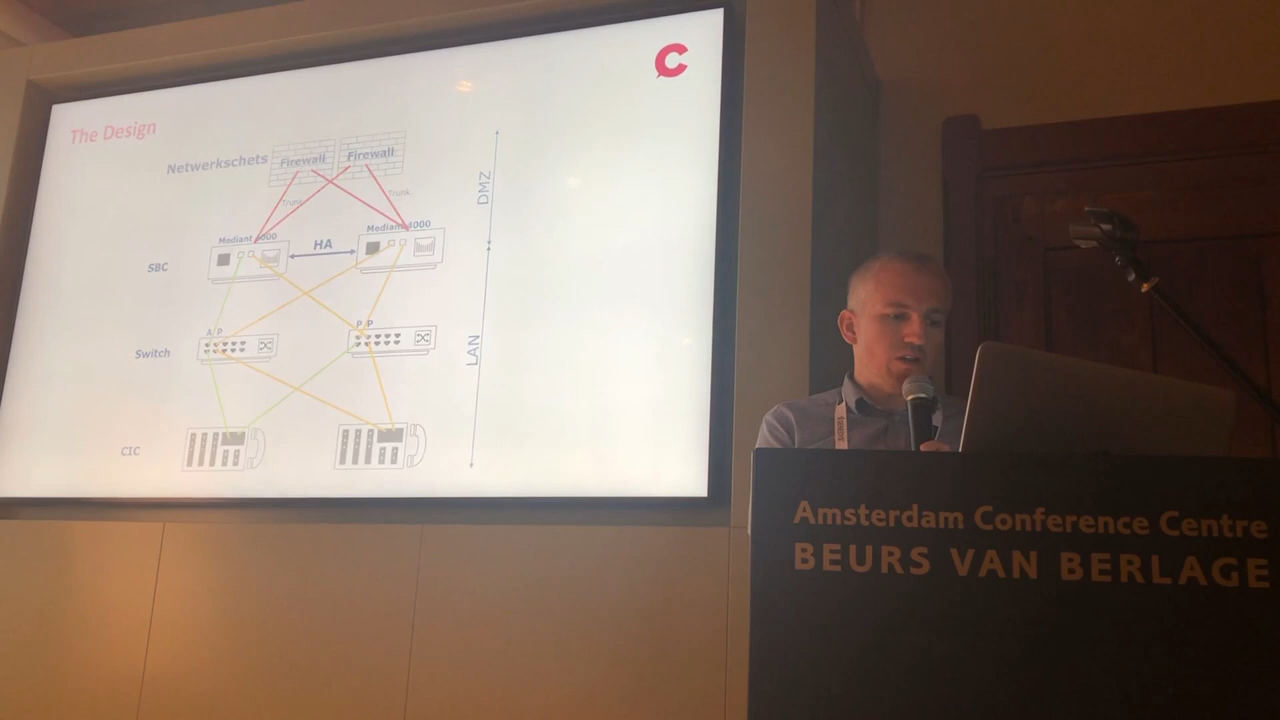 The Design
Netwerkschets
Firewall
Firewall
Trunk
Trunk
DMZ
Mediant 4000
Mediant 4000
HA
SBC
A P
P P
Switch
LAN
CIC
Amsterdam Conference Centre
BEURS VAN BERLAGE